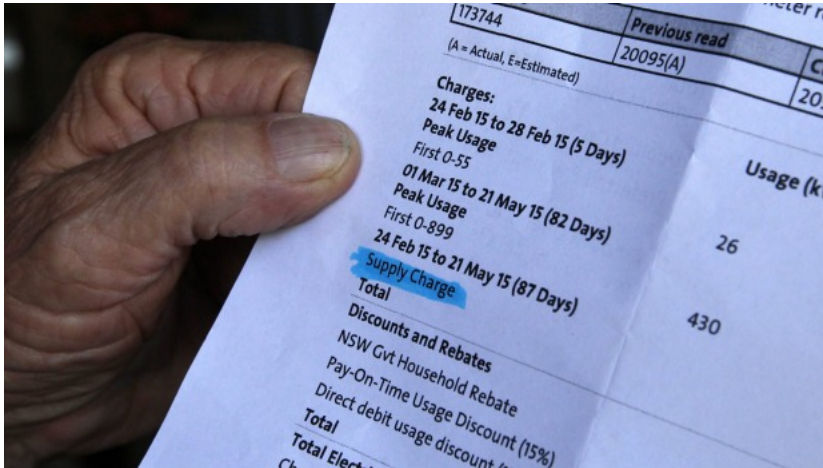 173744
Previous read
20095(A)
(A = Actual, E=Estimated)
Charges:
24 Feb 15 to 28 Feb 15 (5 Days)
Usage
Peak Usage
First 0-55
26
01 Mar 15 to 21 May 15 (82 Days)
Peak Usage
First 0-899
430
24 Feb 15 to 21 May 15 (87 Days)
Supply Charge
Total
Discounts and Rebates
NSW Gvt Household Rebate
Pay-On-Time Usage Discount (15%)
Direct debit usage discount
Total
Total